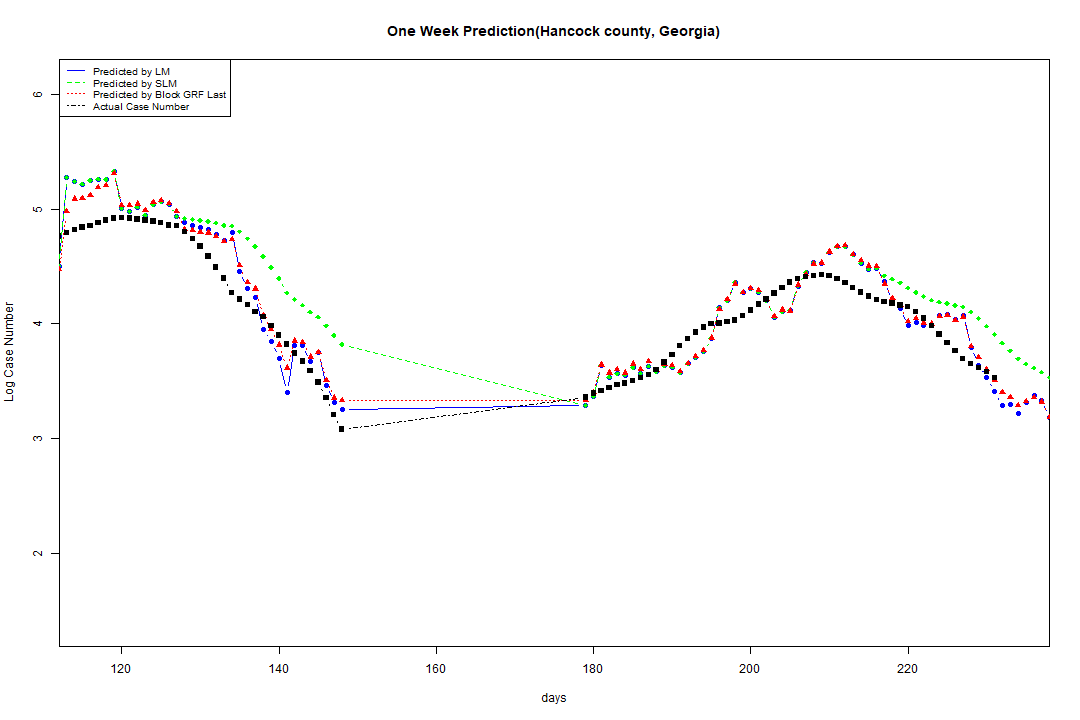 One Week Prediction(Hancock county, Georgia)
Predicted by LM
Predicted by SLM
Predicted by Block GRF Last
Actual Case Number
6
5
4
3
2
Log Case Number
120 140 160 180 200 220
days